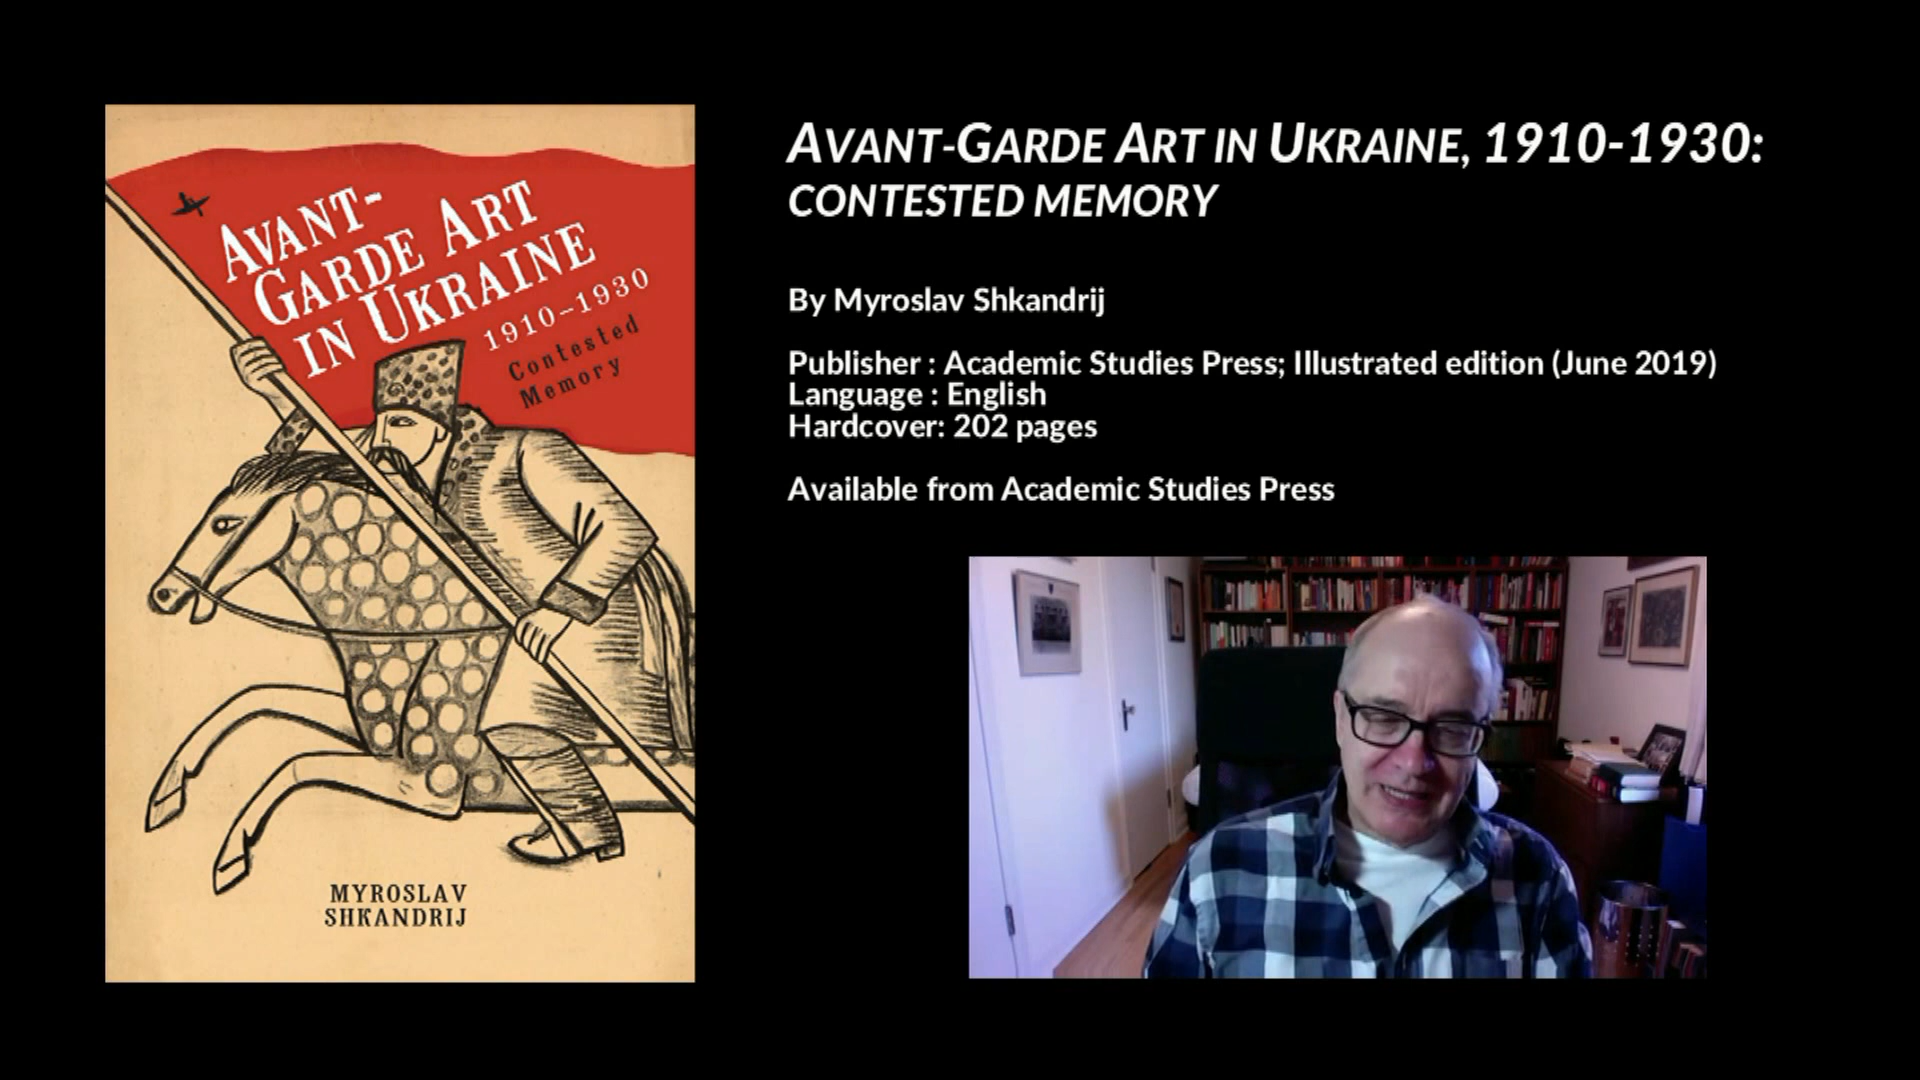 AVANT-
GARDE ART
IN UKRAINE
1910–1930
Contested
Memory
MYROSLAV
SHKANDRIJ
AVANT-GARDE ART IN UKRAINE, 1910-1930:
CONTESTED MEMORY
By Myroslav Shkandrij
Publisher : Academic Studies Press; Illustrated edition (June 2019)
Language : English
Hardcover: 202 pages
Available from Academic Studies Press